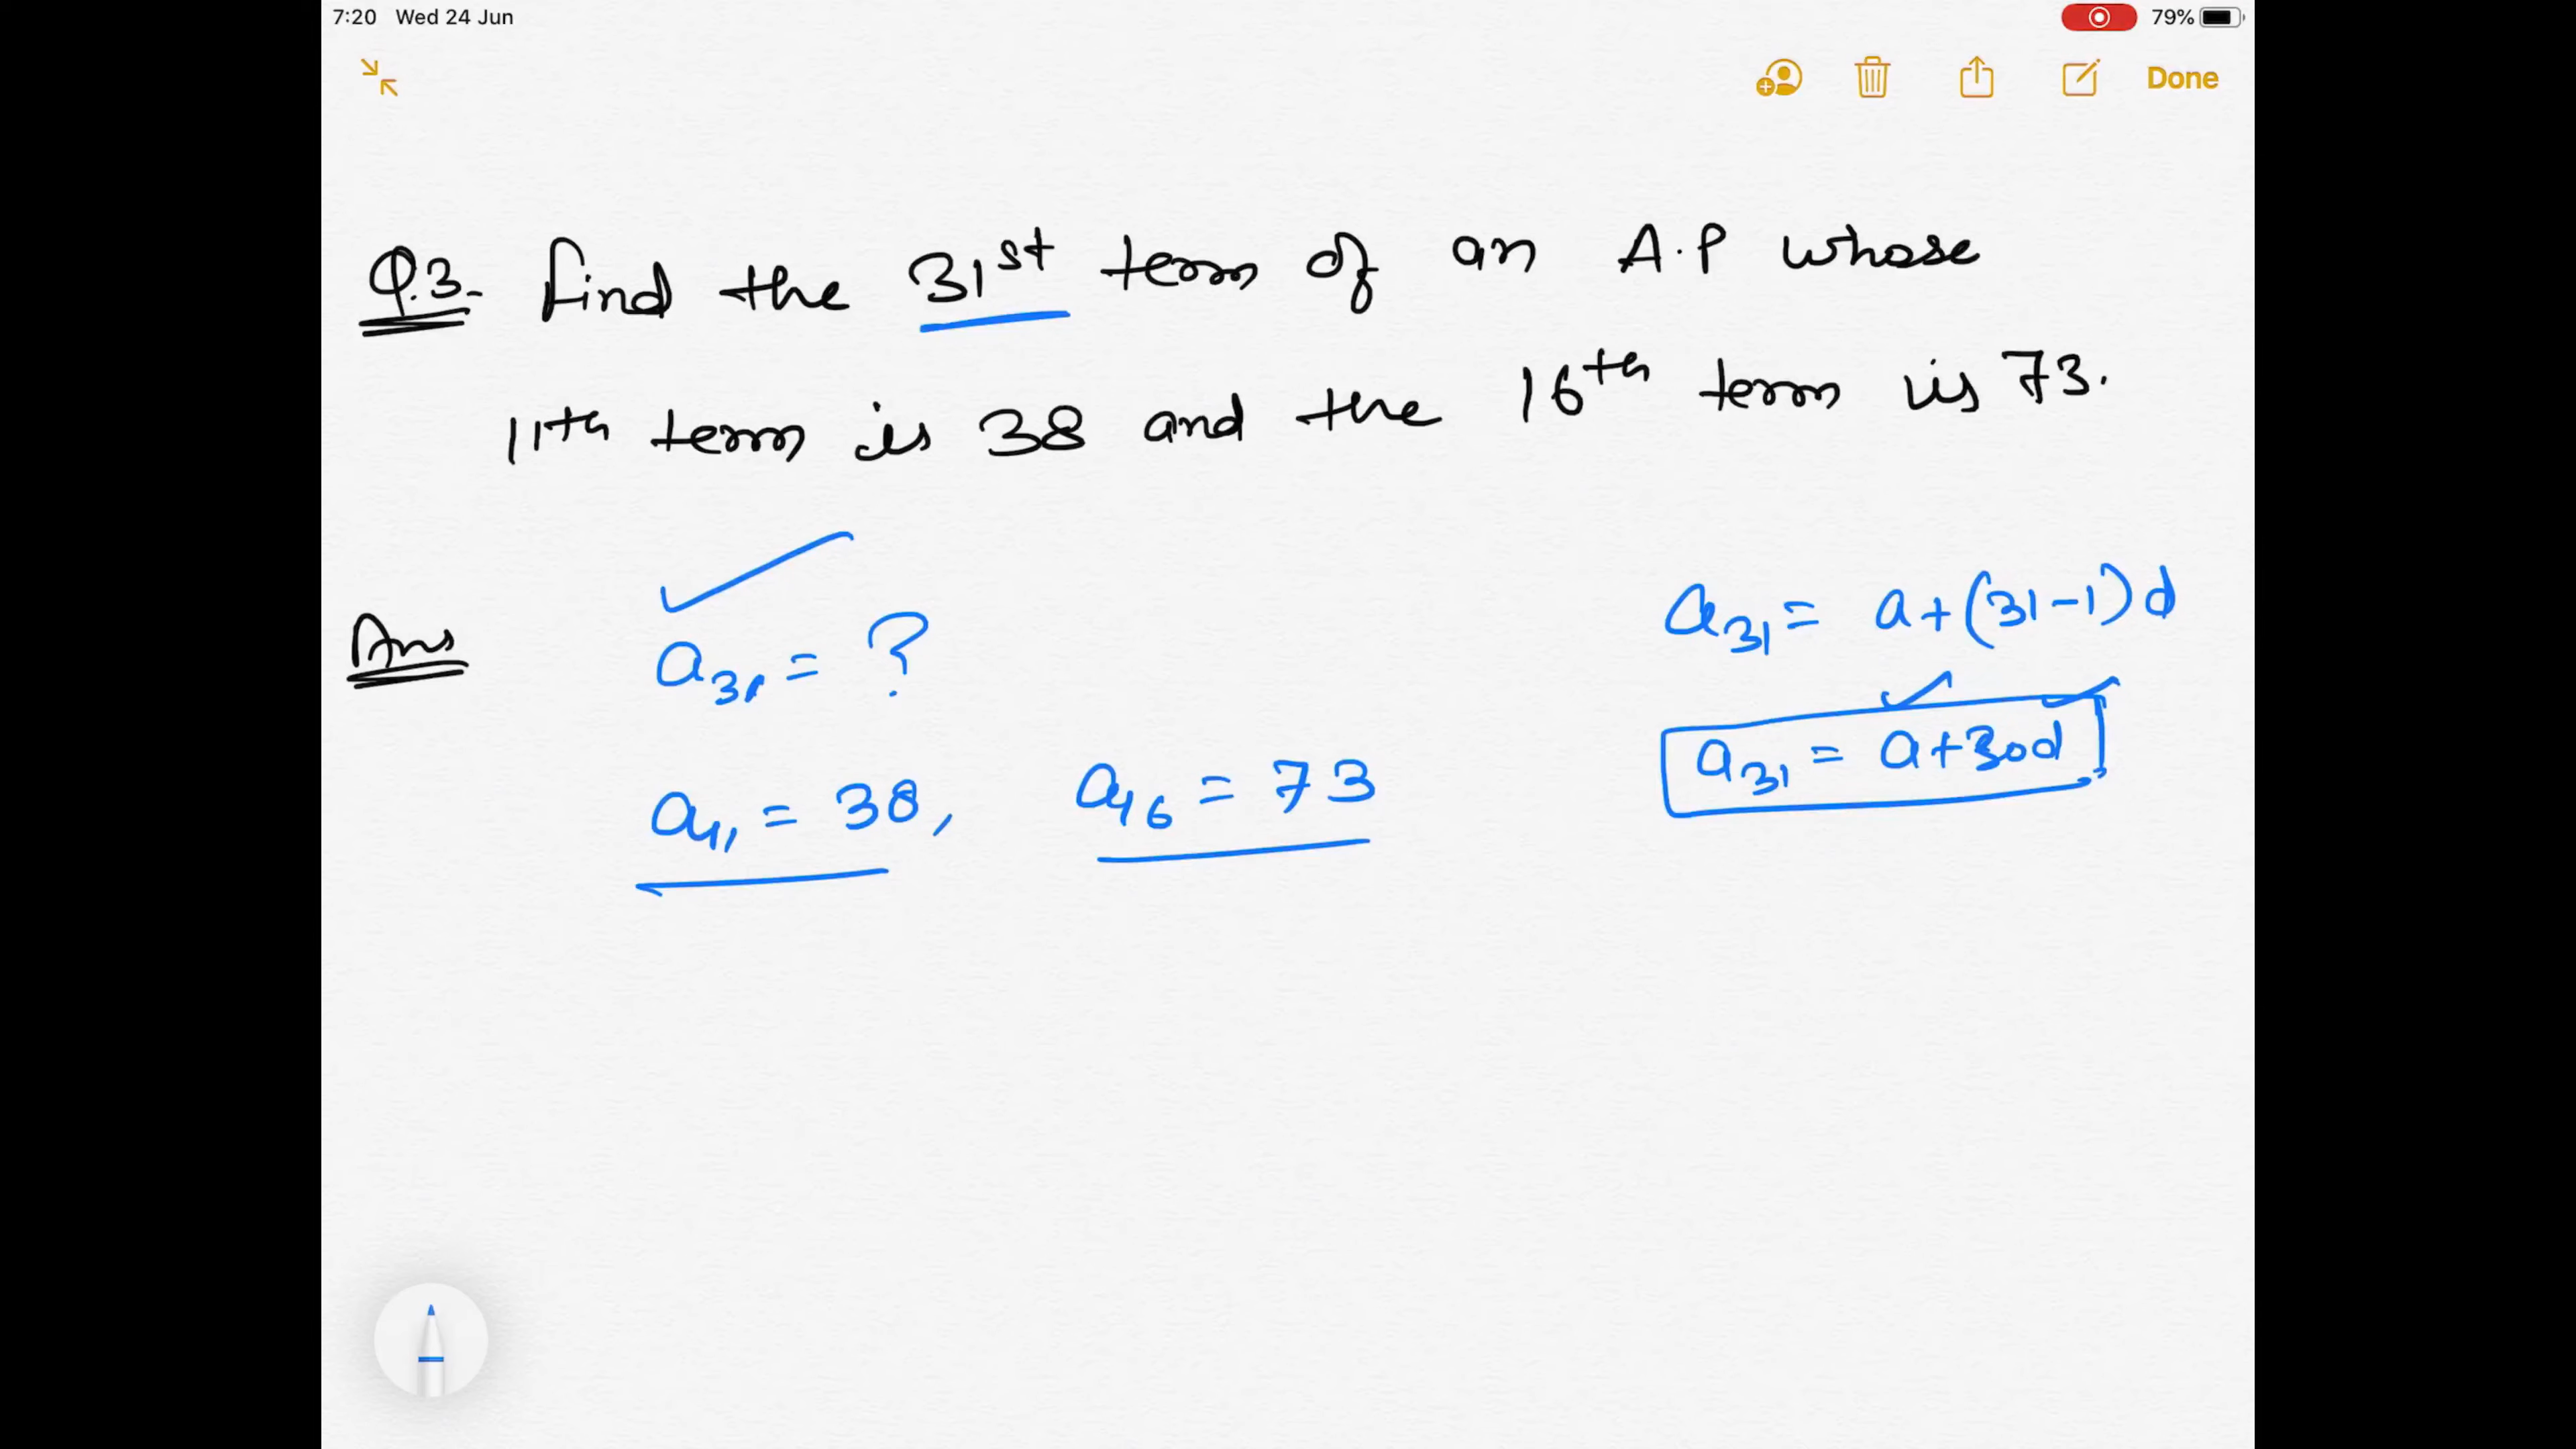 7:20 Wed 24 Jun
79%
Done
Q.3. find the 31st term of an A.P whose
11th term is 38 and the 16th term is 73.
Ans
a31 = ?
a31 = a+(31-1)d
a31 = a+30d
a11 = 38, a16 = 73